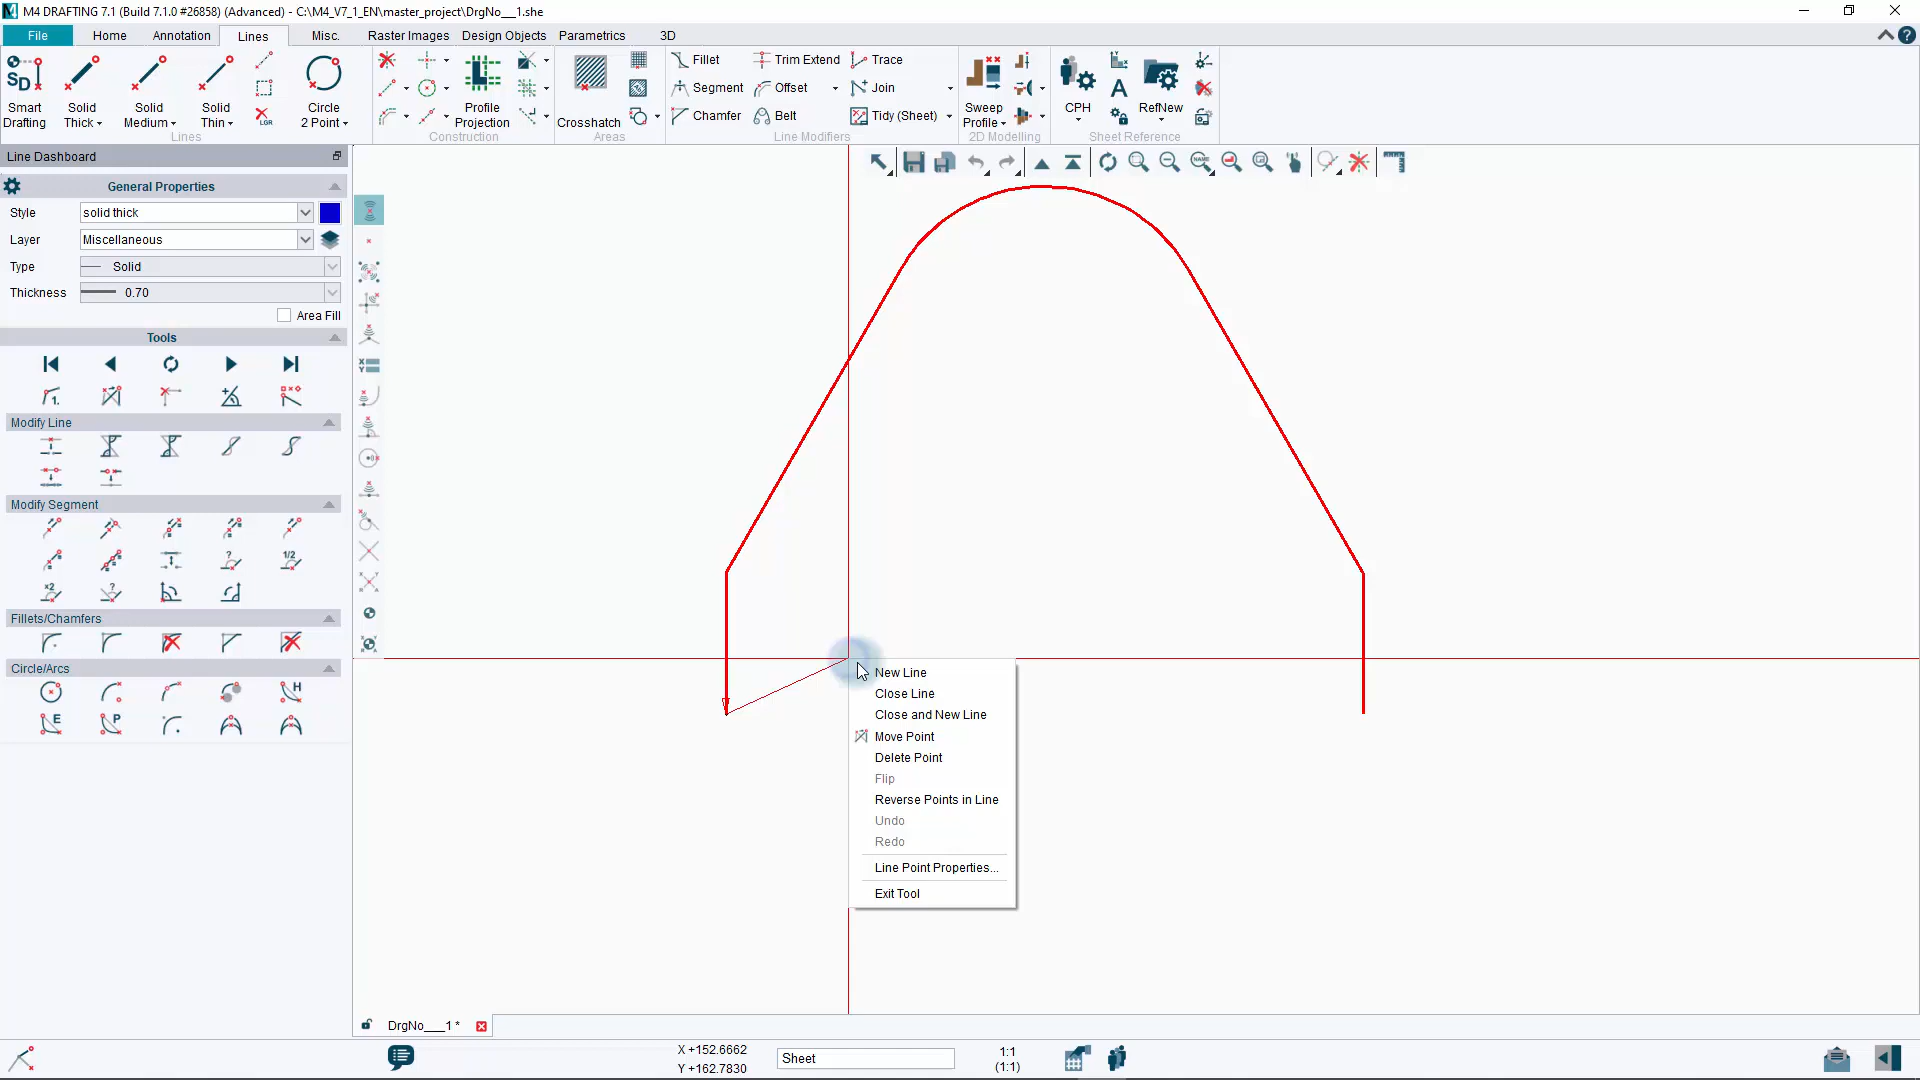 M4 DRAFTING 7.1 (Build 7.1.0 #26858) (Advanced) - C:\M4_V7_1_EN\master_project\DrgNo___1.she
File Home Annotation Lines Misc. Raster Images Design Objects Parametrics 3D
Smart Drafting
Solid Thick
Solid Medium
Solid Thin
LGR
Circle 2 Point
Lines
Profile Projection
Construction
Crosshatch
Areas
Fillet Trim Extend Trace
Segment Offset Join
Chamfer Belt Tidy (Sheet)
Line Modifiers
Sweep Profile
2D Modelling
CPH
RefNew
Sheet Reference
Line Dashboard
General Properties
Style solid thick
Layer Miscellaneous
Type Solid
Thickness 0.70
Area Fill
Tools
Modify Line
Modify Segment
Fillets/Chamfers
Circle/Arcs
New Line
Close Line
Close and New Line
Move Point
Delete Point
Flip
Reverse Points in Line
Undo
Redo
Line Point Properties...
Exit Tool
DrgNo___1 *
X +152.6662
Y +162.7830
Sheet
1:1
(1:1)